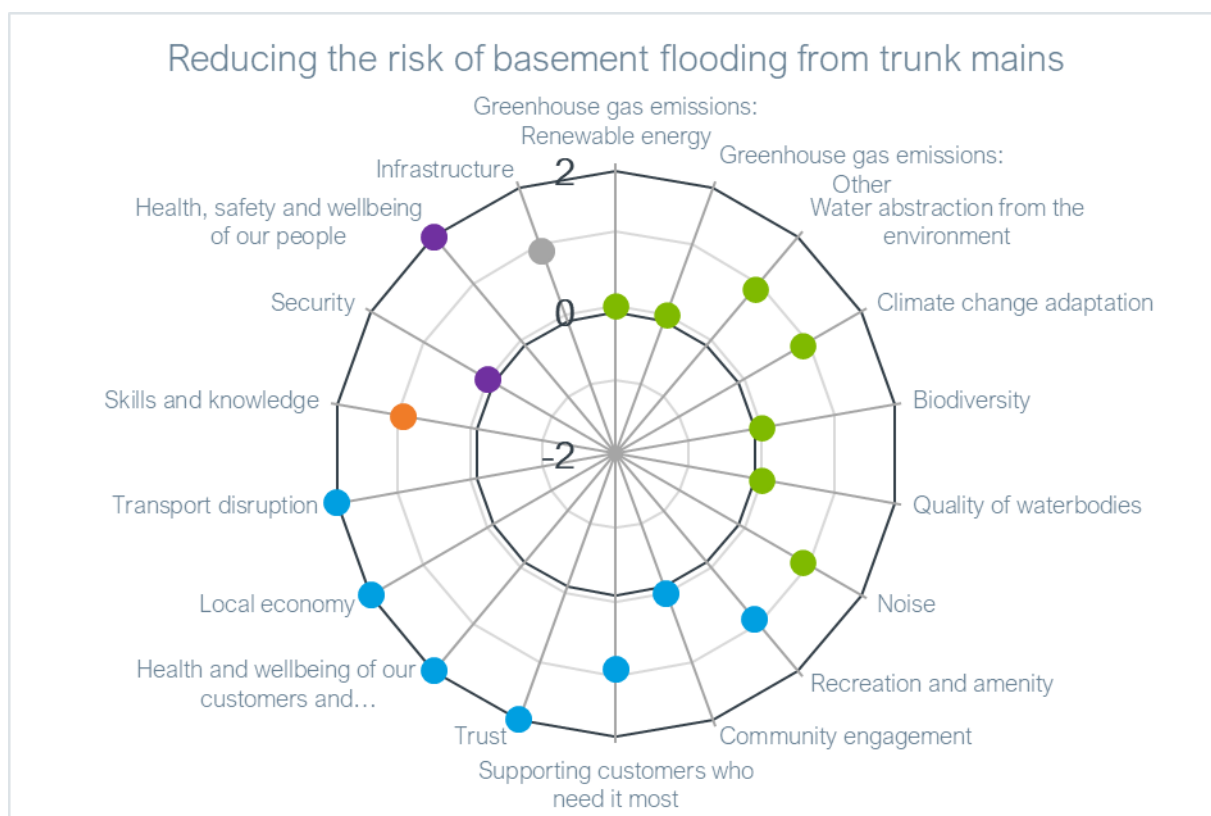 Reducing the risk of basement flooding from trunk mains
Greenhouse gas emissions:
Renewable energy
Greenhouse gas emissions:
Other
Water abstraction from the
environment
Climate change adaptation
Biodiversity
Quality of waterbodies
Noise
Recreation and amenity
Community engagement
Supporting customers who
need it most
Trust
Health and wellbeing of our
customers and…
Local economy
Transport disruption
Skills and knowledge
Security
Health, safety and wellbeing
of our people
Infrastructure
2
0
-2